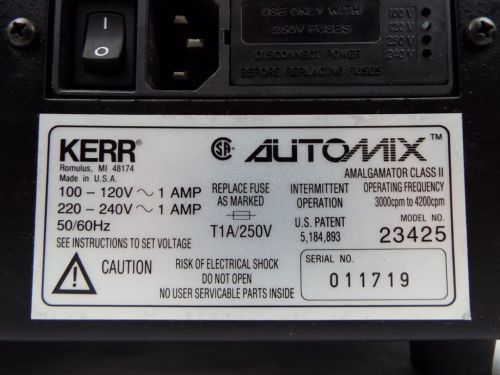 USE ONLY WITH
250V FUSES
DISCONNECT POWER
BEFORE REPLACING FUSES
100 V
120 V
230 V
240 V
I
O
KERR®
Romulus, MI 48174
Made in U.S.A.
100 – 120V ~ 1 AMP
220 – 240V ~ 1 AMP
50/60Hz
SEE INSTRUCTIONS TO SET VOLTAGE
CAUTION
RISK OF ELECTRICAL SHOCK
DO NOT OPEN
NO USER SERVICABLE PARTS INSIDE
REPLACE FUSE
AS MARKED
T1A/250V
SA ® AUTOMIX™
AMALGAMATOR CLASS II
INTERMITTENT
OPERATION
OPERATING FREQUENCY
3000cpm to 4200cpm
U.S. PATENT
5,184,893
MODEL NO.
23425
SERIAL NO.
011719